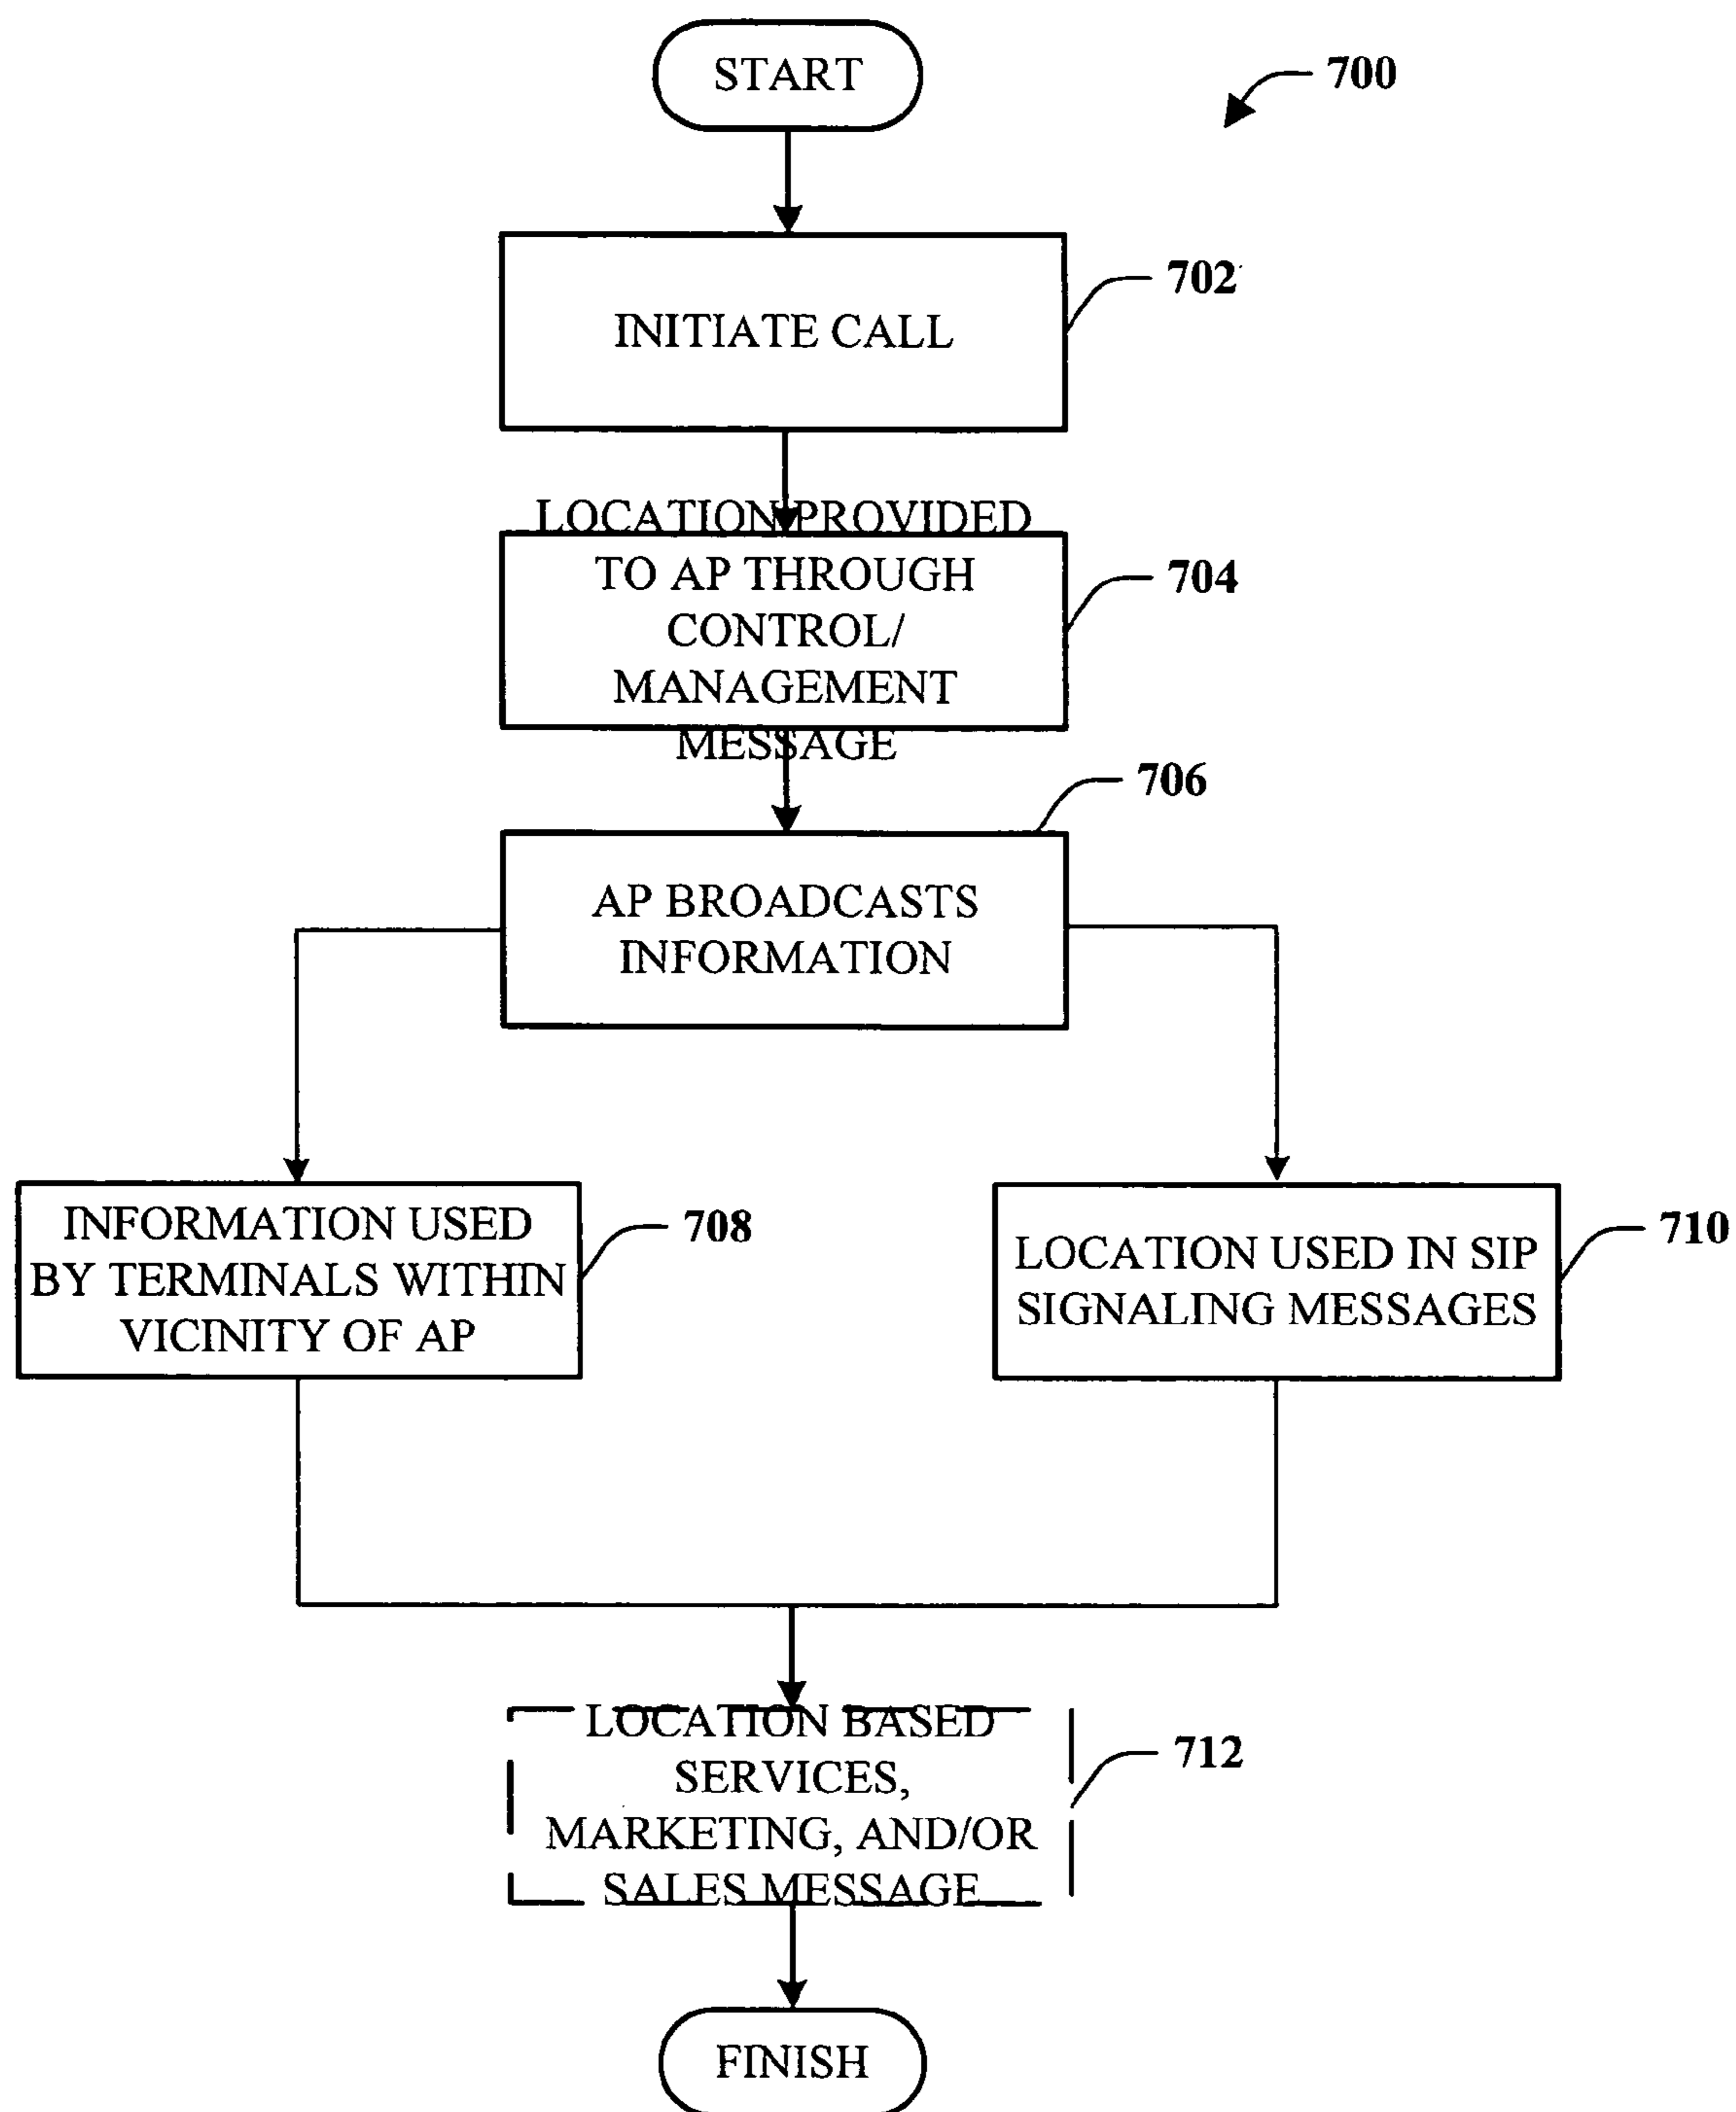 START
700
702
INITIATE CALL
LOCATION PROVIDED
TO AP THROUGH
CONTROL/
MANAGEMENT
MESSAGE
704
706
AP BROADCASTS
INFORMATION
INFORMATION USED
BY TERMINALS WITHIN
VICINITY OF AP
708
LOCATION USED IN SIP
SIGNALING MESSAGES
710
LOCATION BASED
SERVICES,
MARKETING, AND/OR
SALES MESSAGE
712
FINISH